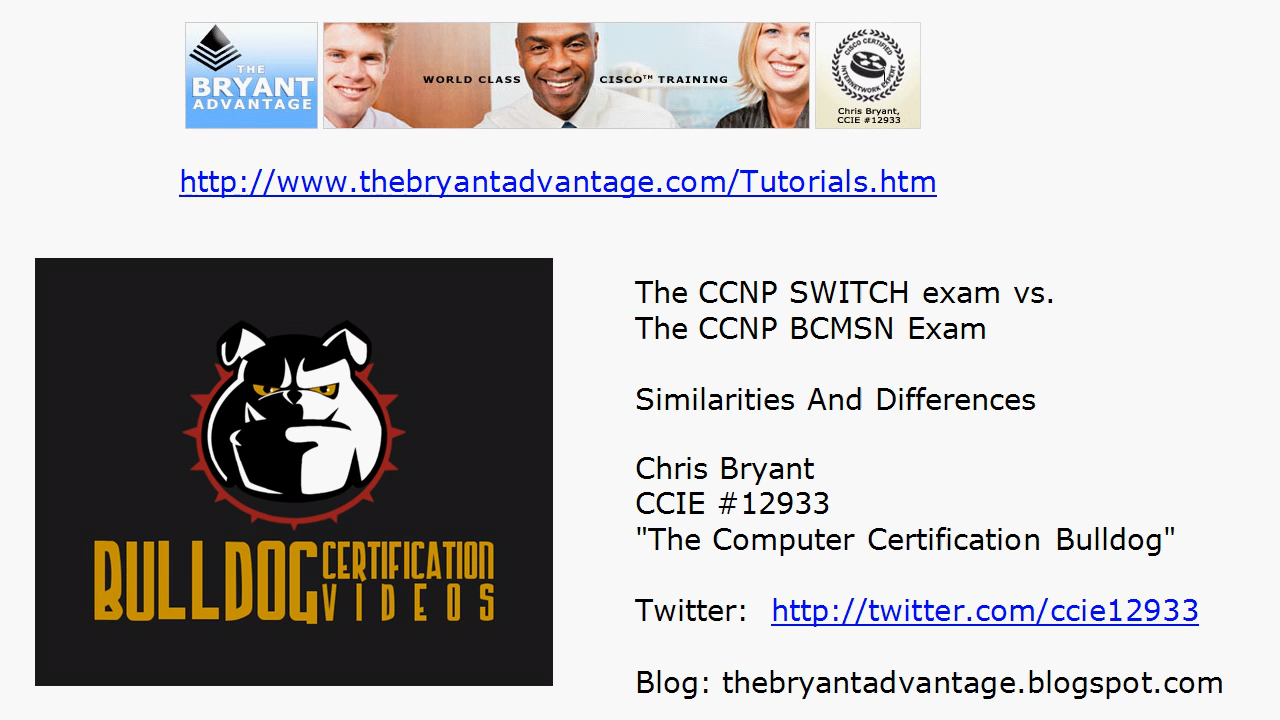 THE
BRYANT
ADVANTAGE
WORLD CLASS CISCO™ TRAINING
CISCO CERTIFIED
INTERNETWORK EXPERT
Chris Bryant,
CCIE #12933
http://www.thebryantadvantage.com/Tutorials.htm
BULLDOG CERTIFICATION
VIDEOS
The CCNP SWITCH exam vs.
The CCNP BCMSN Exam
Similarities And Differences
Chris Bryant
CCIE #12933
"The Computer Certification Bulldog"
Twitter: http://twitter.com/ccie12933
Blog: thebryantadvantage.blogspot.com